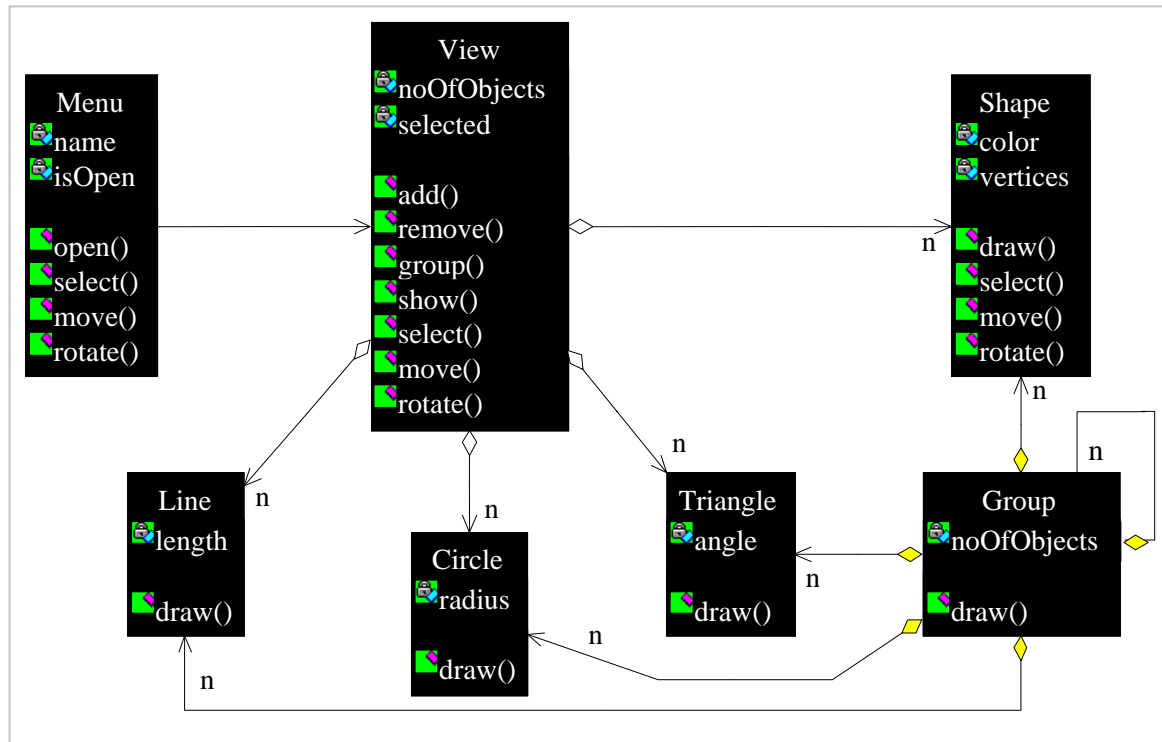 Menu
name
isOpen
open()
select()
move()
rotate()
View
noOfObjects
selected
add()
remove()
group()
show()
select()
move()
rotate()
Shape
color
vertices
draw()
select()
move()
rotate()
n
n
n
n
n
n
n
n
n
Line
length
draw()
Circle
radius
draw()
Triangle
angle
draw()
Group
noOfObjects
draw()